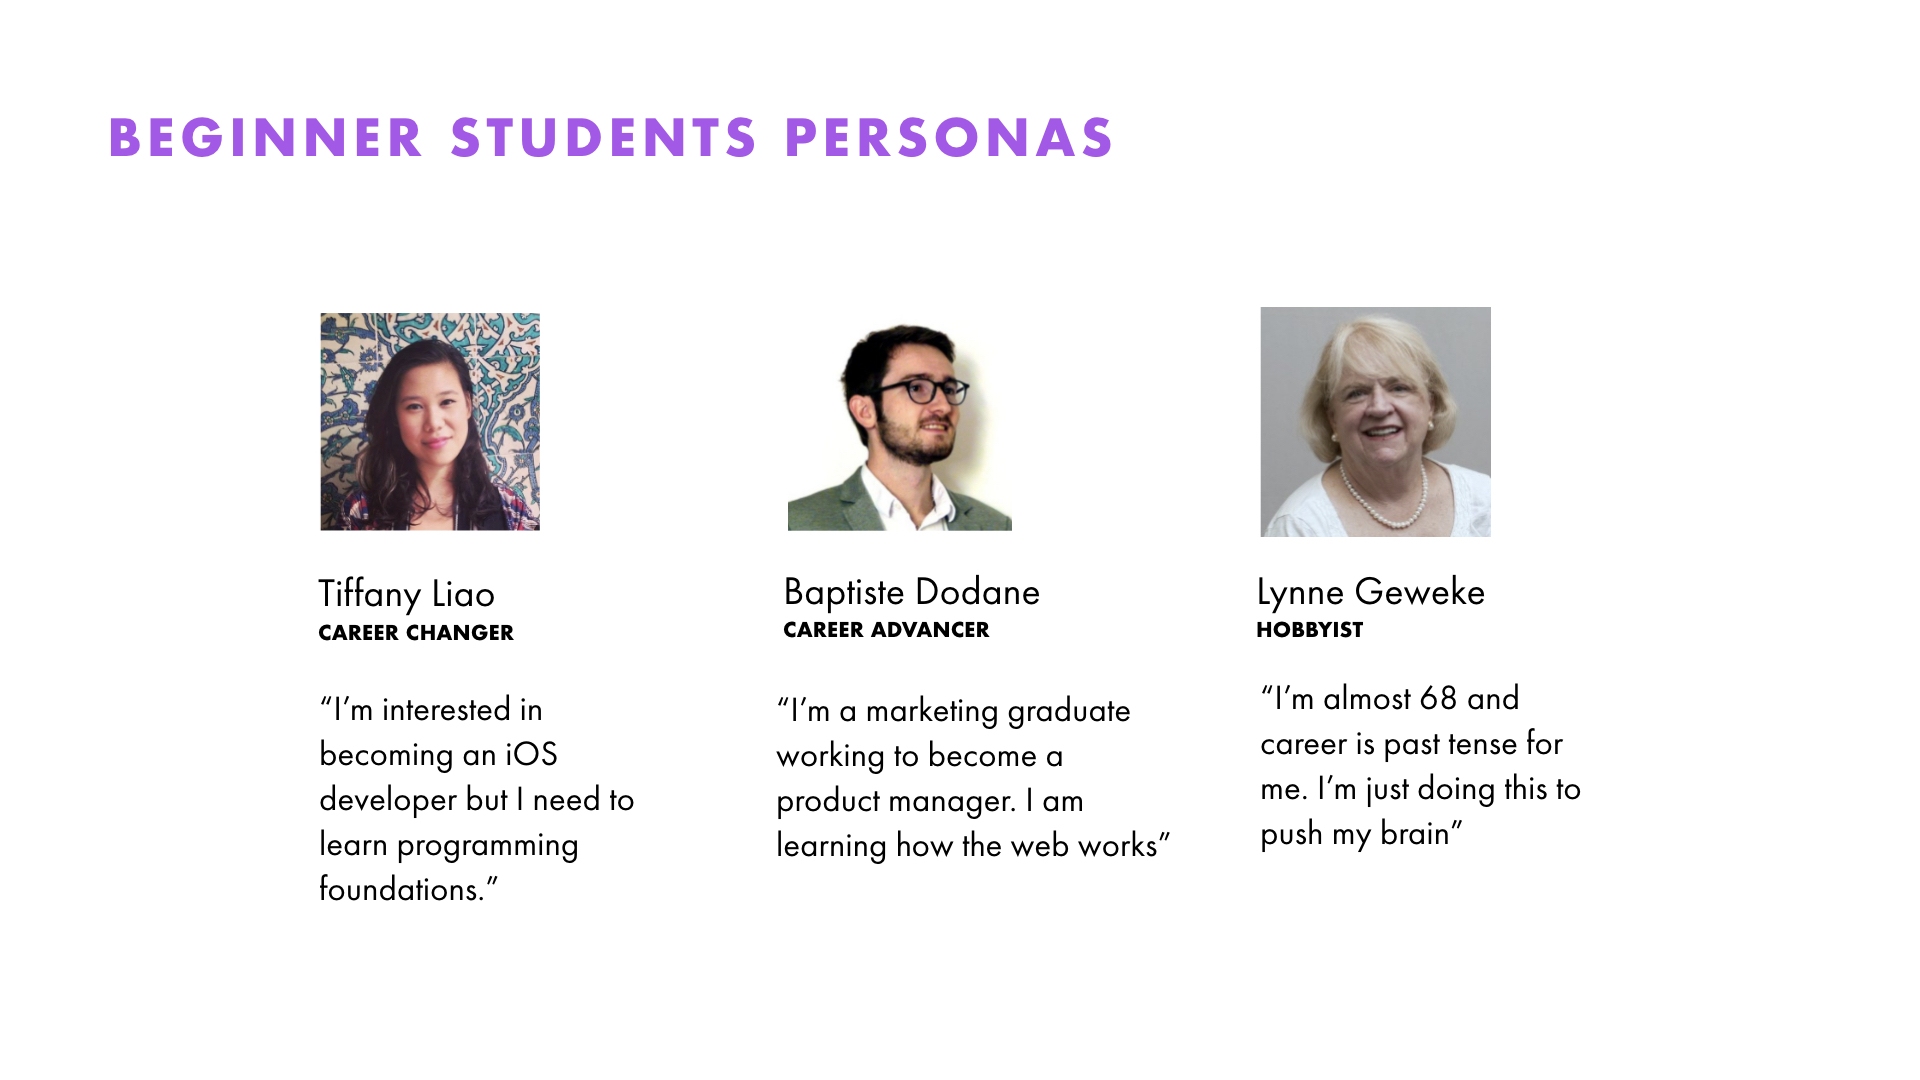 BEGINNER STUDENTS PERSONAS
Tiffany Liao
CAREER CHANGER
“I’m interested in
becoming an iOS
developer but I need to
learn programming
foundations.”
Baptiste Dodane
CAREER ADVANCER
“I’m a marketing graduate
working to become a
product manager. I am
learning how the web works”
Lynne Geweke
HOBBYIST
“I’m almost 68 and
career is past tense for
me. I’m just doing this to
push my brain”